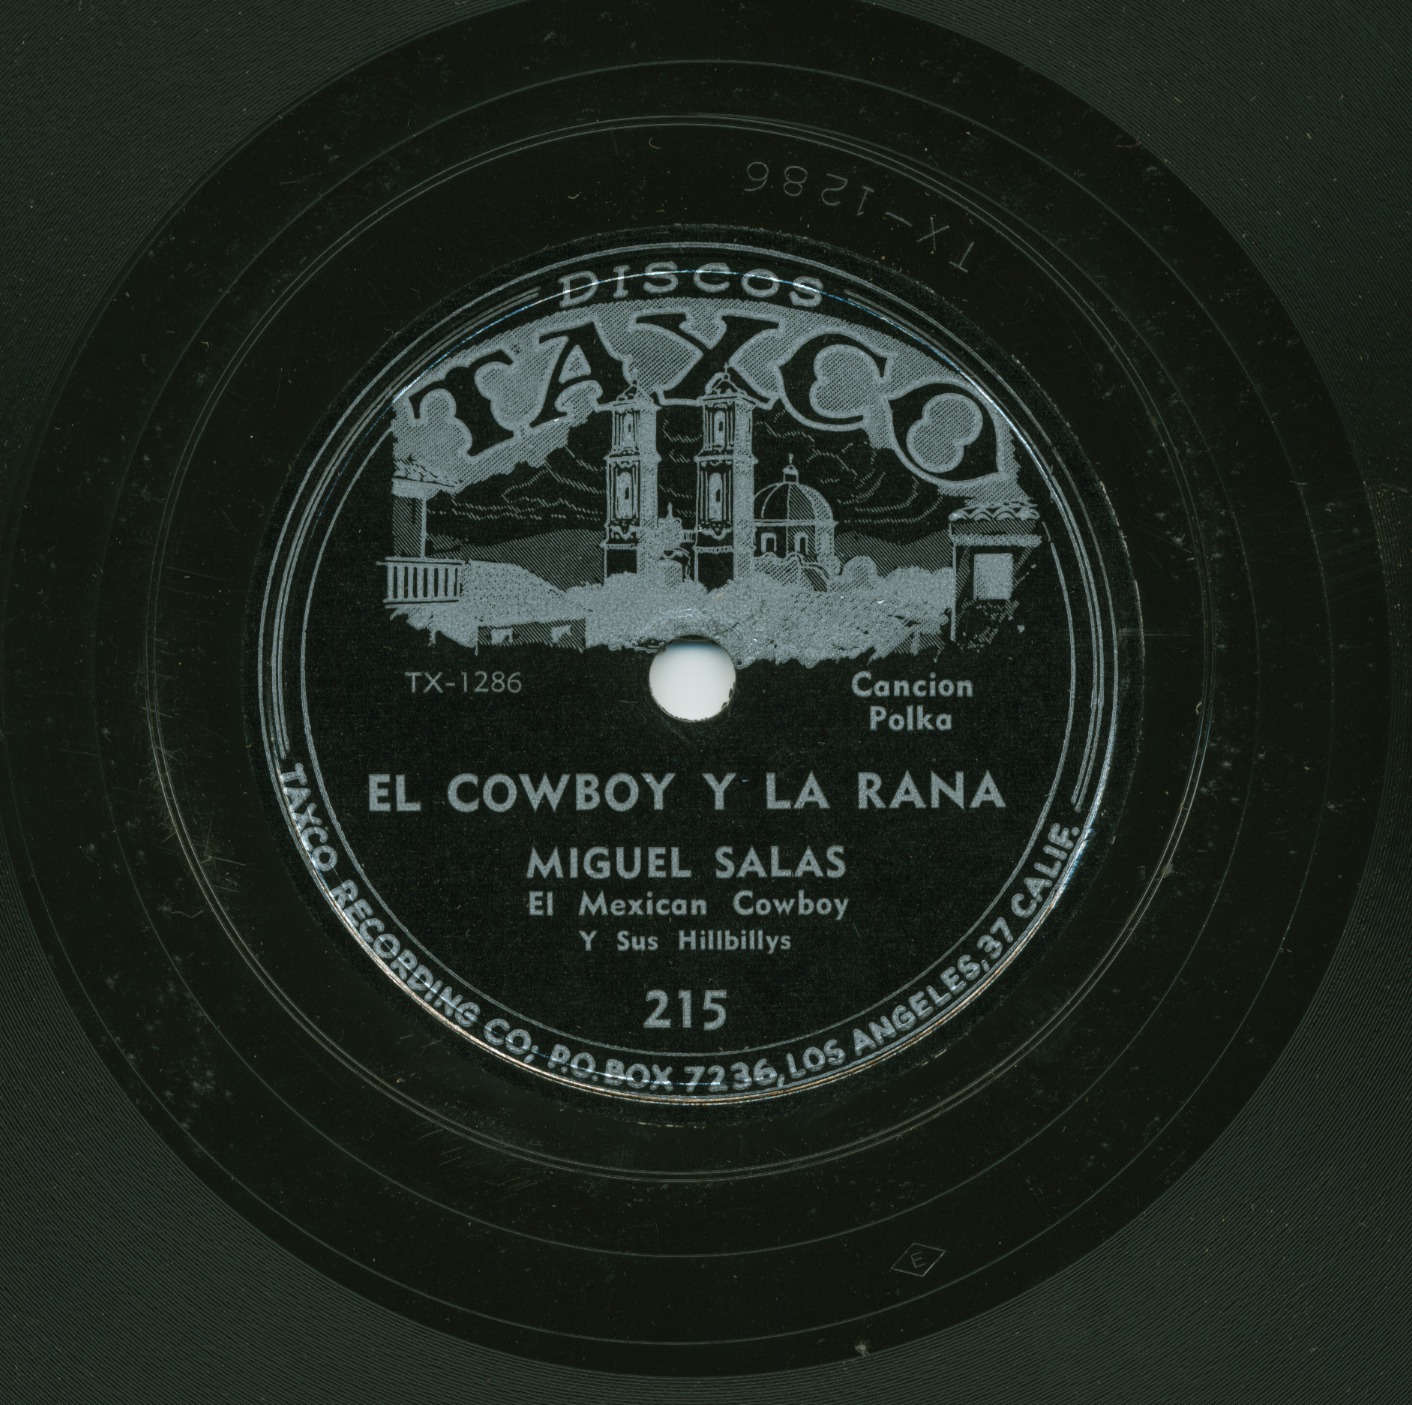 TX-1286
DISCOS
TAXCO
TX-1286
Cancion
Polka
EL COWBOY Y LA RANA
MIGUEL SALAS
El Mexican Cowboy
Y Sus Hillbillys
215
TAXCO RECORDING CO; P.O. BOX 7236, LOS ANGELES, 37 CALIF.
E